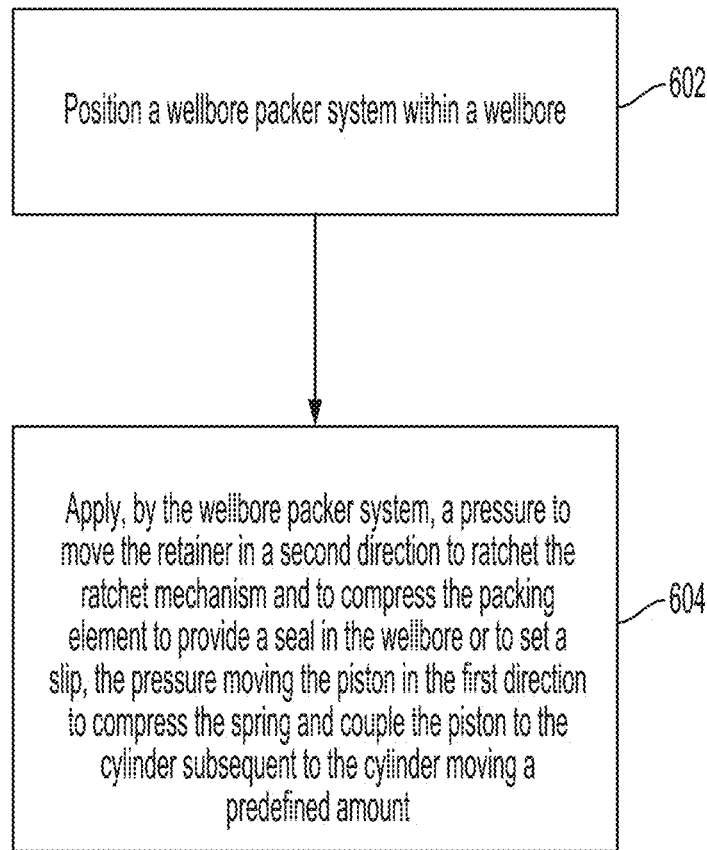 Position a wellbore packer system within a wellbore
602
Apply, by the wellbore packer system, a pressure to
move the retainer in a second direction to ratchet the
ratchet mechanism and to compress the packing
element to provide a seal in the wellbore or to set a
slip, the pressure moving the piston in the first direction
to compress the spring and couple the piston to the
cylinder subsequent to the cylinder moving a
predefined amount
604